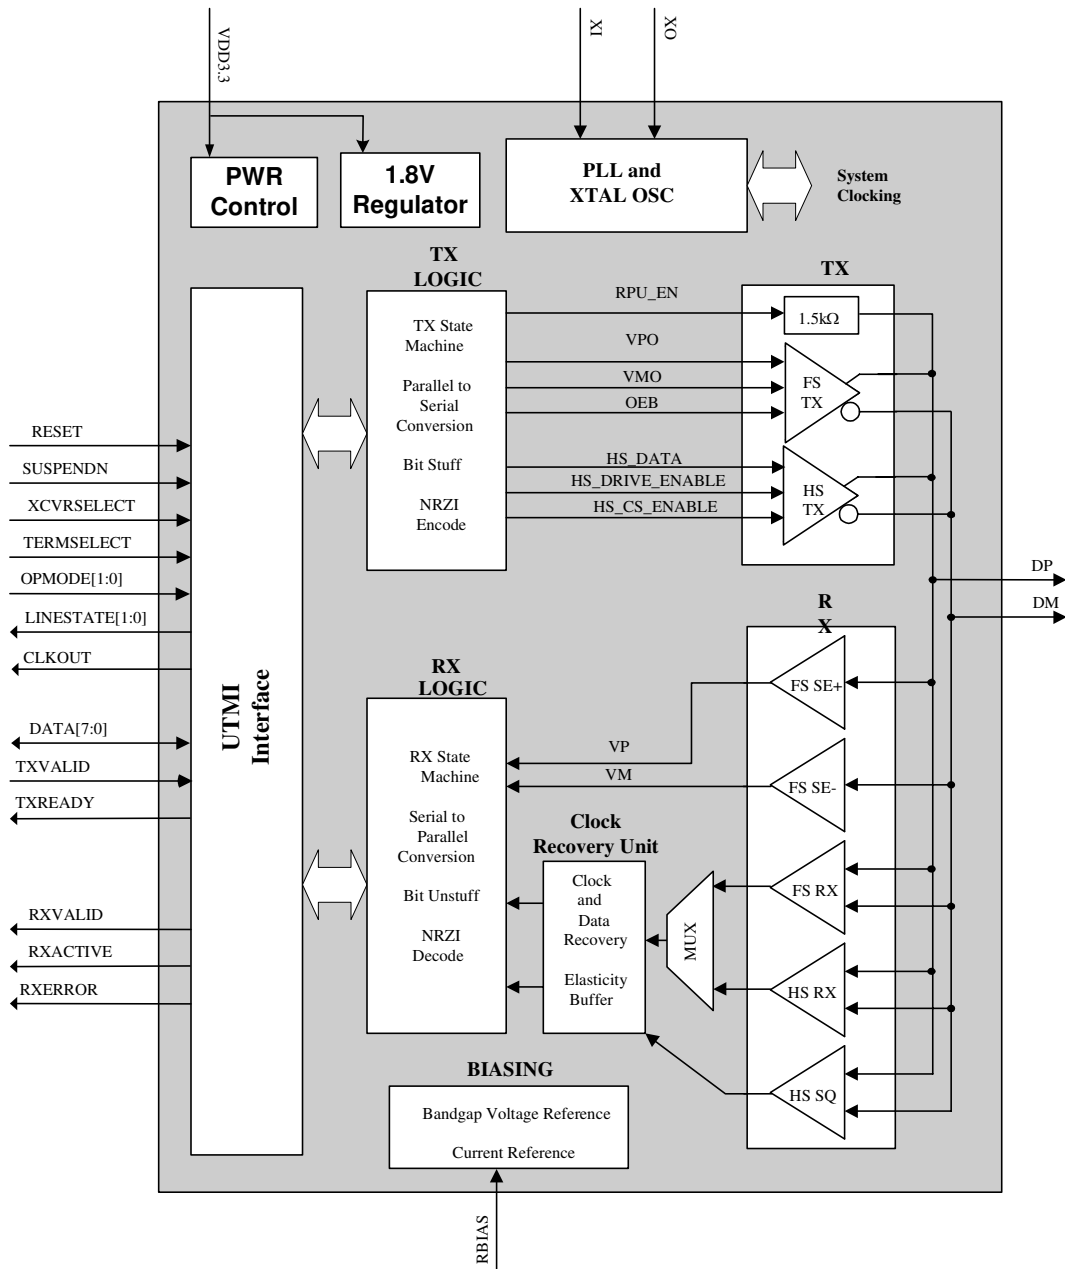 VDD3.3
XI
XO
PWR
Control
1.8V
Regulator
PLL and
XTAL OSC
System
Clocking
TX
LOGIC
TX State
Machine
Parallel to
Serial
Conversion
Bit Stuff
NRZI
Encode
RPU_EN
VPO
VMO
OEB
HS_DATA
HS_DRIVE_ENABLE
HS_CS_ENABLE
TX
1.5kΩ
FS
TX
HS
TX
DP
DM
RESET
SUSPENDN
XCVRSELECT
TERMSELECT
OPMODE[1:0]
LINESTATE[1:0]
CLKOUT
DATA[7:0]
TXVALID
TXREADY
RXVALID
RXACTIVE
RXERROR
UTMI
Interface
RX
LOGIC
RX State
Machine
Serial to
Parallel
Conversion
Bit Unstuff
NRZI
Decode
VP
VM
Clock
Recovery Unit
Clock
and
Data
Recovery
Elasticity
Buffer
MUX
R
X
FS SE+
FS SE-
FS RX
HS RX
HS SQ
BIASING
Bandgap Voltage Reference
Current Reference
RBIAS